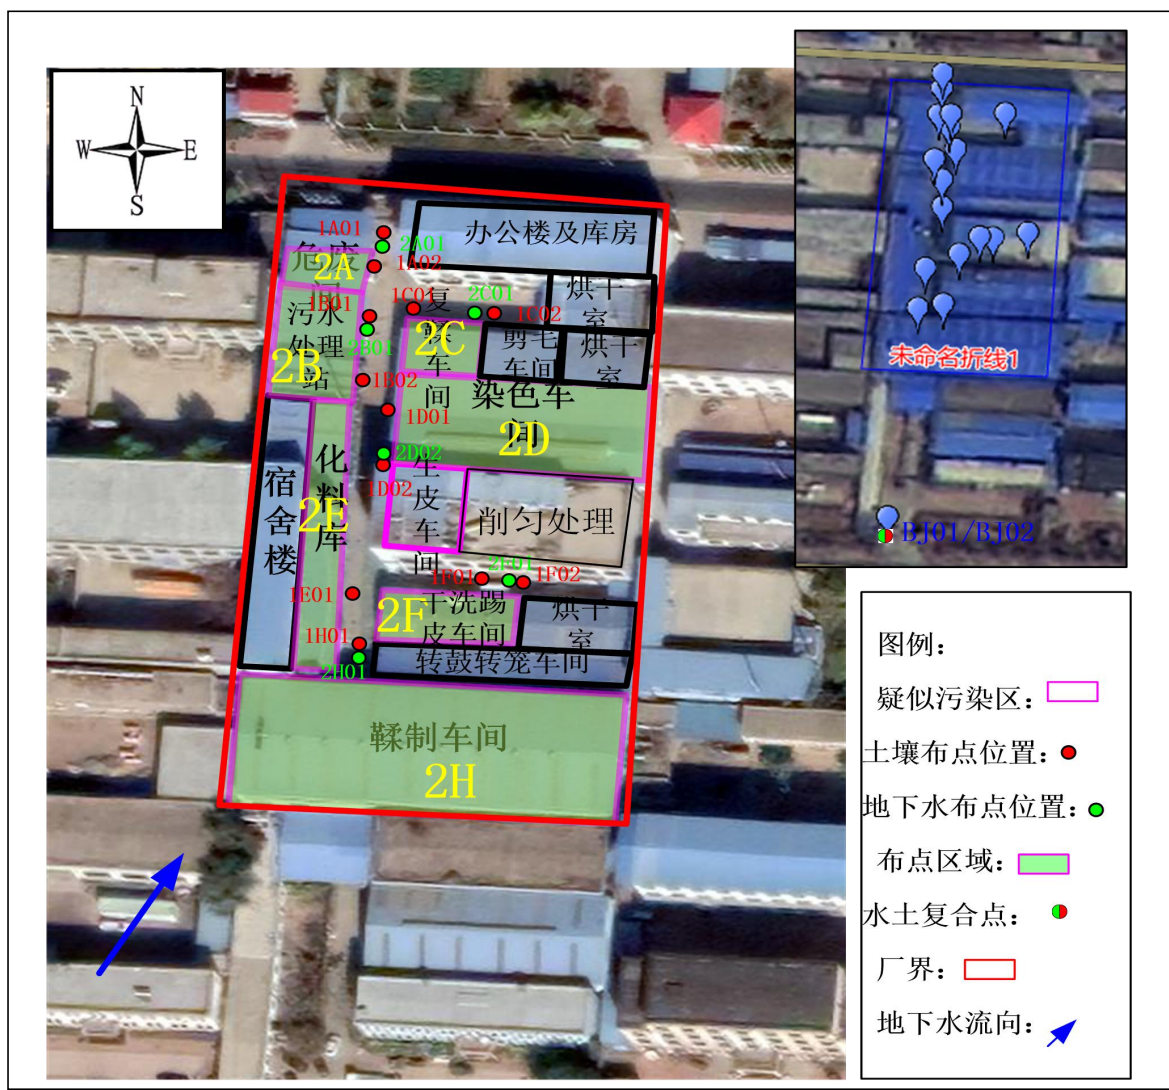 N
W
E
S
1A01
2A01
办公楼及库房
危废
间
2A
1A02
1B01
1C01
2C01
1C02
烘干
室
污水
处理
站
2B
2B01
复
鞣
车
间
2C
剪毛
车间
烘干
室
1B02
1D01
染色车
间
2D
2D02
1D02
生
皮
车
间
削匀处理
宿
舍
楼
化
料
库
2E
1E01
1F01
2F01
1F02
2F
干洗踢
皮车间
烘干
室
1H01
2H01
转鼓转笼车间
鞣制车间
2H
未命名折线1
BJ01/BJ02
图例：
疑似污染区：
土壤布点位置：
地下水布点位置：
布点区域：
水土复合点：
厂界：
地下水流向：